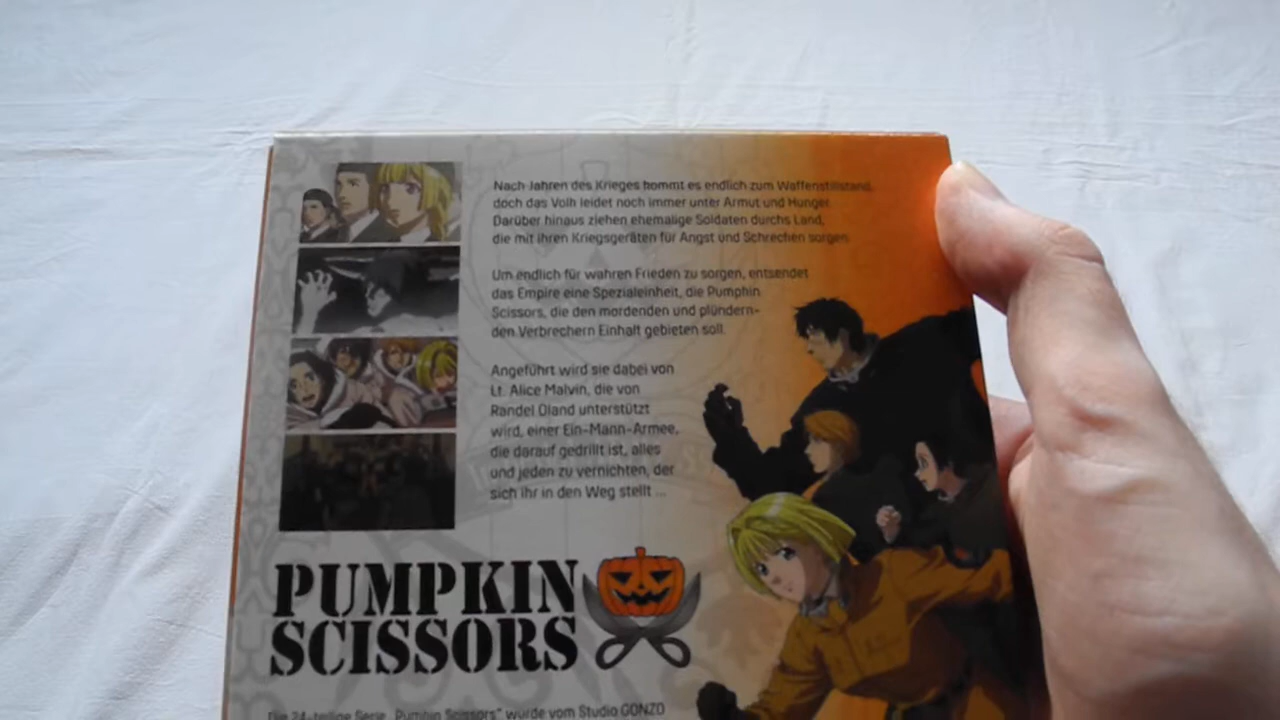 Nach Jahren des Krieges kommt es endlich zum Waffenstillstand,
doch das Volk leidet noch immer unter Armut und Hunger.
Darüber hinaus ziehen ehemalige Soldaten durchs Land,
die mit ihren Kriegsgeräten für Angst und Schrecken sorgen.
Um endlich für wahren Frieden zu sorgen, entsendet
das Empire eine Spezialeinheit, die Pumpkin
Scissors, die den mordenden und plündern-
den Verbrechern Einhalt gebieten soll.
Angeführt wird sie dabei von
Lt. Alice Malvin, die von
Randel Oland unterstützt
wird, einer Ein-Mann-Armee,
die darauf gedrillt ist, alles
und jeden zu vernichten, der
sich ihr in den Weg stellt ...
PUMPKIN
SCISSORS
Die 24-teilige Serie „Pumpkin Scissors" wurde vom Studio GONZO